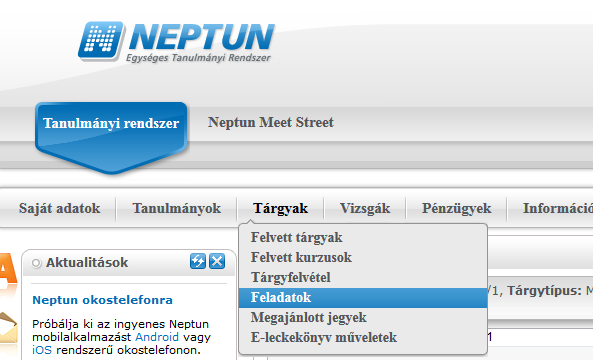 NEPTUN
Egységes Tanulmányi Rendszer
Tanulmányi rendszer
Neptun Meet Street
Saját adatok
Tanulmányok
Tárgyak
Vizsgák
Pénzügyek
Információ
Felvett tárgyak
Felvett kurzusok
Tárgyfelvétel
Feladatok
Megajánlott jegyek
E-leckekönyv műveletek
Aktualitások
Neptun okostelefonra
Próbálja ki az ingyenes Neptun
mobilalkalmazást Android vagy
iOS rendszerű okostelefonon.
/1, Tárgytípus: M
1